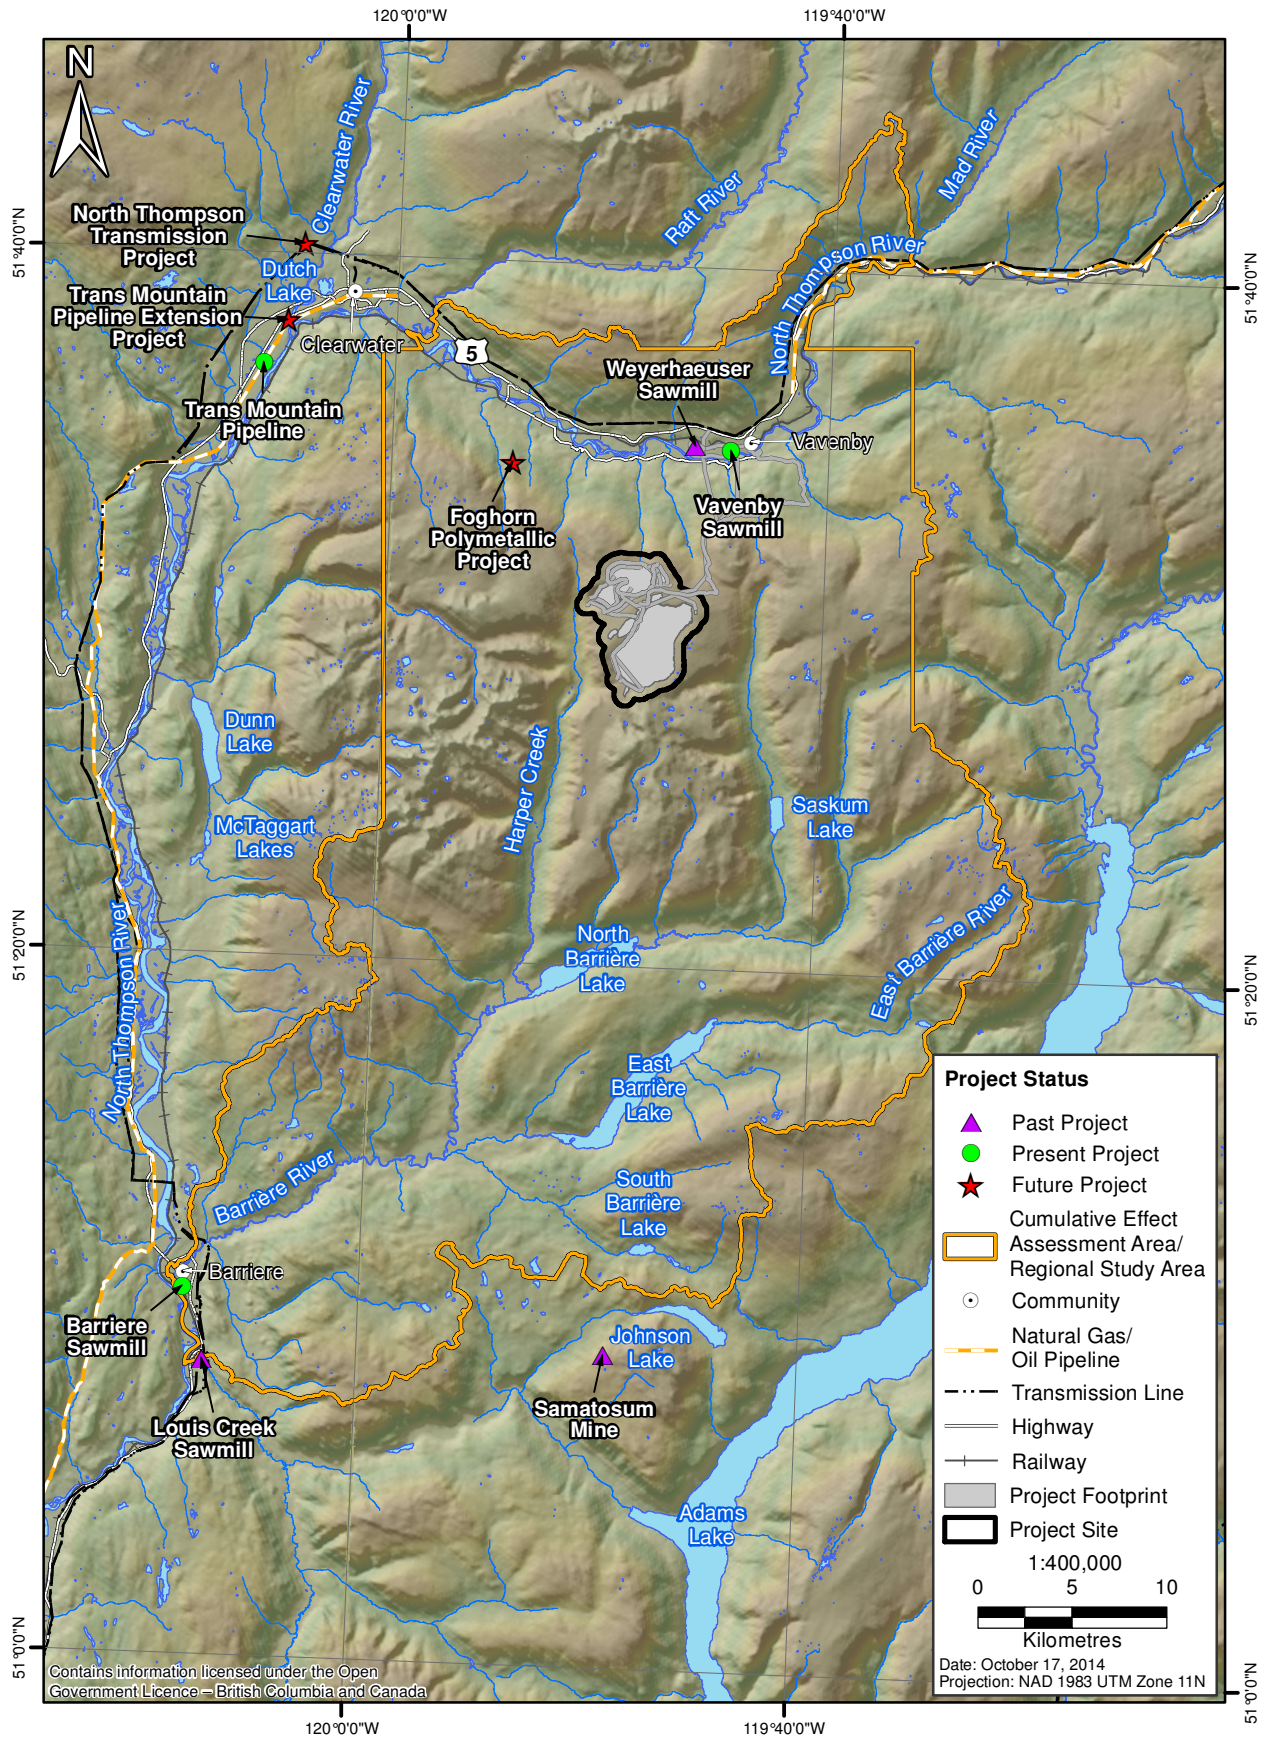 120°0'0"W
119°40'0"W
N
Clearwater River
Mad River
Raft River
North Thompson
Transmission
Project
51°40'0"N
North Thompson River
Dutch
Lake
Trans Mountain
Pipeline Extension
Project
51°40'0"N
Clearwater
5
Weyerhaeuser
Sawmill
Trans Mountain
Pipeline
Vavenby
Foghorn
Polymetallic
Project
Vavenby
Sawmill
Dunn
Lake
Harper Creek
McTaggart
Lakes
Saskum
Lake
North Thompson River
51°20'0"N
North
Barrière
Lake
East Barrière River
51°20'0"N
East
Barrière
Lake
Barrière River
South
Barrière
Lake
Barriere
Barriere
Sawmill
Johnson
Lake
Louis Creek
Sawmill
Samatosum
Mine
Adams
Lake
51°0'0"N
51°0'0"N
Contains information licensed under the Open
Government Licence – British Columbia and Canada
Project Status
Past Project
Present Project
Future Project
Cumulative Effect
Assessment Area/
Regional Study Area
Community
Natural Gas/
Oil Pipeline
Transmission Line
Highway
Railway
Project Footprint
Project Site
1:400,000
0 5 10
Kilometres
Date: October 17, 2014
Projection: NAD 1983 UTM Zone 11N
120°0'0"W
119°40'0"W